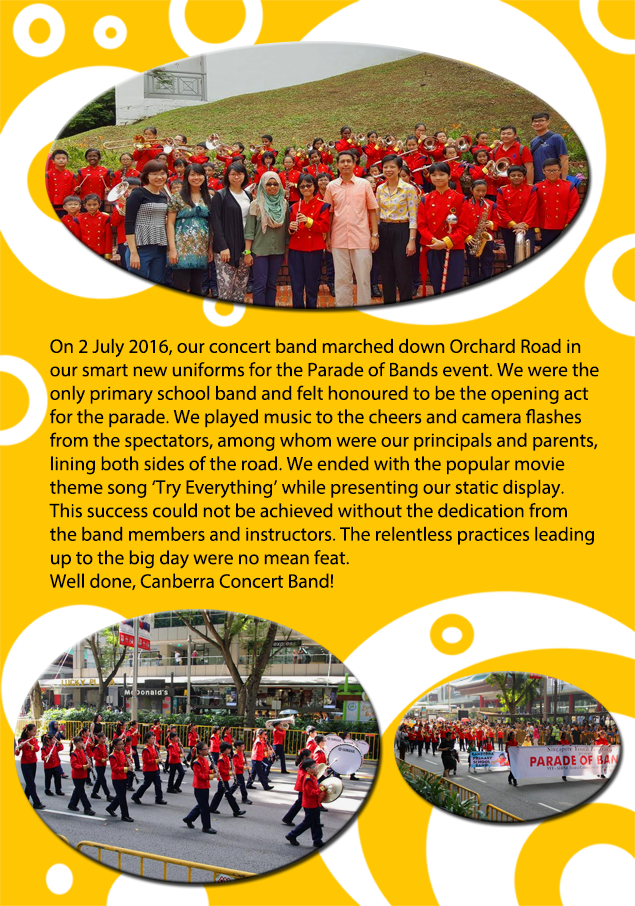 On 2 July 2016, our concert band marched down Orchard Road in
our smart new uniforms for the Parade of Bands event. We were the
only primary school band and felt honoured to be the opening act
for the parade. We played music to the cheers and camera flashes
from the spectators, among whom were our principals and parents,
lining both sides of the road. We ended with the popular movie
theme song ‘Try Everything’ while presenting our static display.
This success could not be achieved without the dedication from
the band members and instructors. The relentless practices leading
up to the big day were no mean feat.
Well done, Canberra Concert Band!
LUCKY PLAZA
McDonald's
YAMAHA
Singapore Youth Festival
PARADE OF BAN